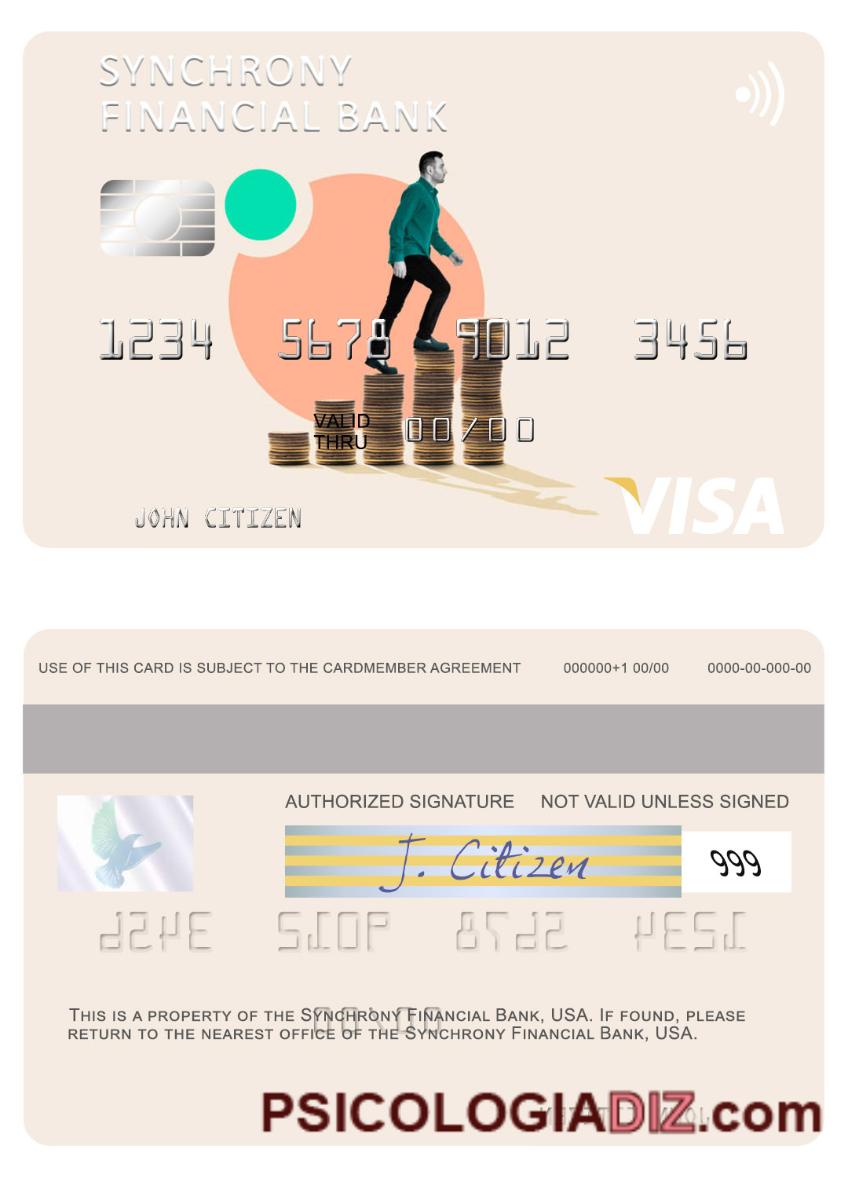 SYNCHRONY
FINANCIAL BANK
1234 5678 9012 3456
VALID
THRU 00/00
JOHN CITIZEN
VISA
USE OF THIS CARD IS SUBJECT TO THE CARDMEMBER AGREEMENT 000000+1 00/00 0000-00-000-00
AUTHORIZED SIGNATURE NOT VALID UNLESS SIGNED
J. Citizen 999
THIS IS A PROPERTY OF THE SYNCHRONY FINANCIAL BANK, USA. IF FOUND, PLEASE
RETURN TO THE NEAREST OFFICE OF THE SYNCHRONY FINANCIAL BANK, USA.
PSICOLOGIADIZ.com